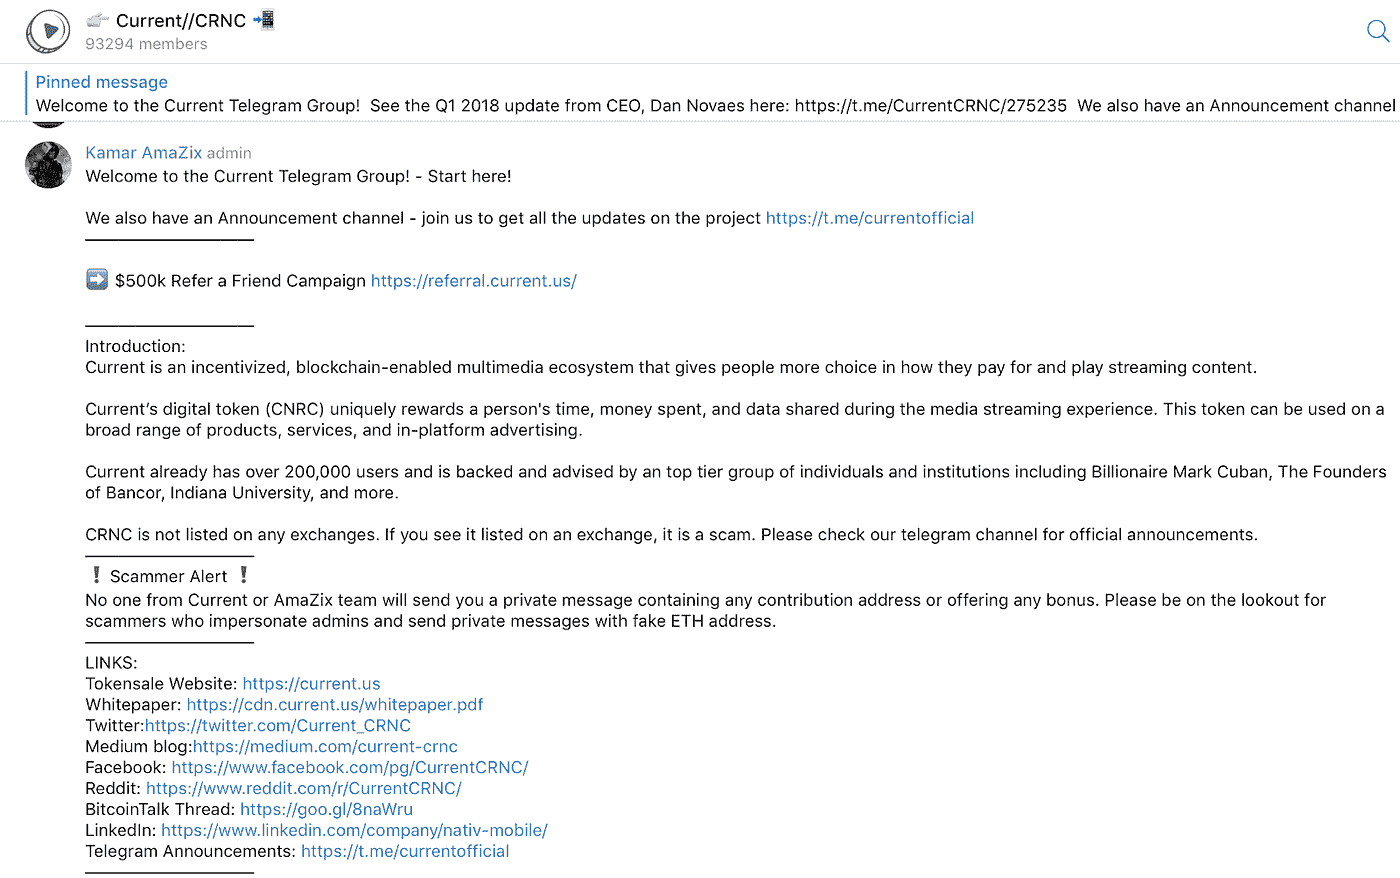 Current//CRNC
93294 members
Pinned message
Welcome to the Current Telegram Group!  See the Q1 2018 update from CEO, Dan Novaes here: https://t.me/CurrentCRNC/275235  We also have an Announcement channel
Kamar AmaZix admin
Welcome to the Current Telegram Group! - Start here!
We also have an Announcement channel - join us to get all the updates on the project https://t.me/currentofficial
➡️ $500k Refer a Friend Campaign https://referral.current.us/
Introduction:
Current is an incentivized, blockchain-enabled multimedia ecosystem that gives people more choice in how they pay for and play streaming content.
Current’s digital token (CNRC) uniquely rewards a person's time, money spent, and data shared during the media streaming experience. This token can be used on a
broad range of products, services, and in-platform advertising.
Current already has over 200,000 users and is backed and advised by an top tier group of individuals and institutions including Billionaire Mark Cuban, The Founders
of Bancor, Indiana University, and more.
CRNC is not listed on any exchanges. If you see it listed on an exchange, it is a scam. Please check our telegram channel for official announcements.
❗ Scammer Alert ❗
No one from Current or AmaZix team will send you a private message containing any contribution address or offering any bonus. Please be on the lookout for
scammers who impersonate admins and send private messages with fake ETH address.
LINKS:
Tokensale Website: https://current.us
Whitepaper: https://cdn.current.us/whitepaper.pdf
Twitter:https://twitter.com/Current_CRNC
Medium blog:https://medium.com/current-crnc
Facebook: https://www.facebook.com/pg/CurrentCRNC/
Reddit: https://www.reddit.com/r/CurrentCRNC/
BitcoinTalk Thread: https://goo.gl/8naWru
LinkedIn: https://www.linkedin.com/company/nativ-mobile/
Telegram Announcements: https://t.me/currentofficial